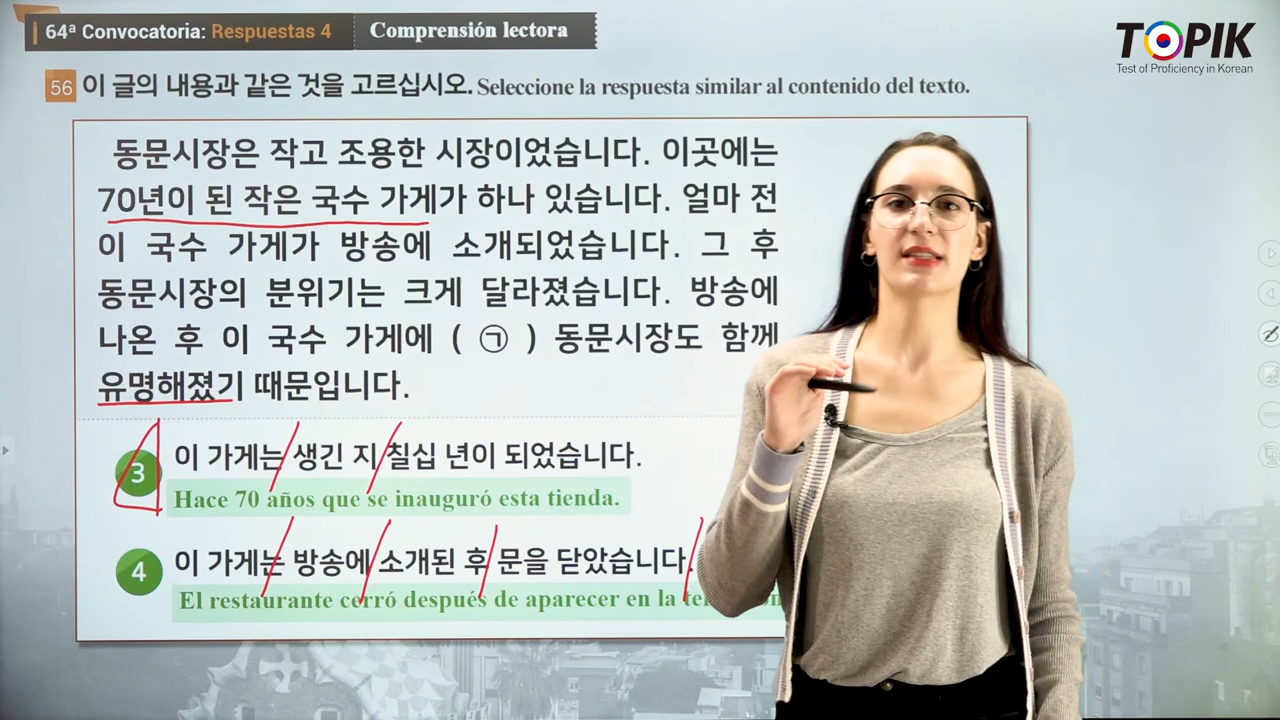 64ª Convocatoria: Respuestas 4 Comprensión lectora
TOPIK
Test of Proficiency in Korean
56 이 글의 내용과 같은 것을 고르십시오. Seleccione la respuesta similar al contenido del texto.
동문시장은 작고 조용한 시장이었습니다. 이곳에는
70년이 된 작은 국수 가게가 하나 있습니다. 얼마 전
이 국수 가게가 방송에 소개되었습니다. 그 후
동문시장의 분위기는 크게 달라졌습니다. 방송에
나온 후 이 국수 가게에 ( ㉠ ) 동문시장도 함께
유명해졌기 때문입니다.
3 이 가게는 생긴 지 칠십 년이 되었습니다.
Hace 70 años que se inauguró esta tienda.
4 이 가게는 방송에 소개된 후 문을 닫았습니다.
El restaurante cerró después de aparecer en la